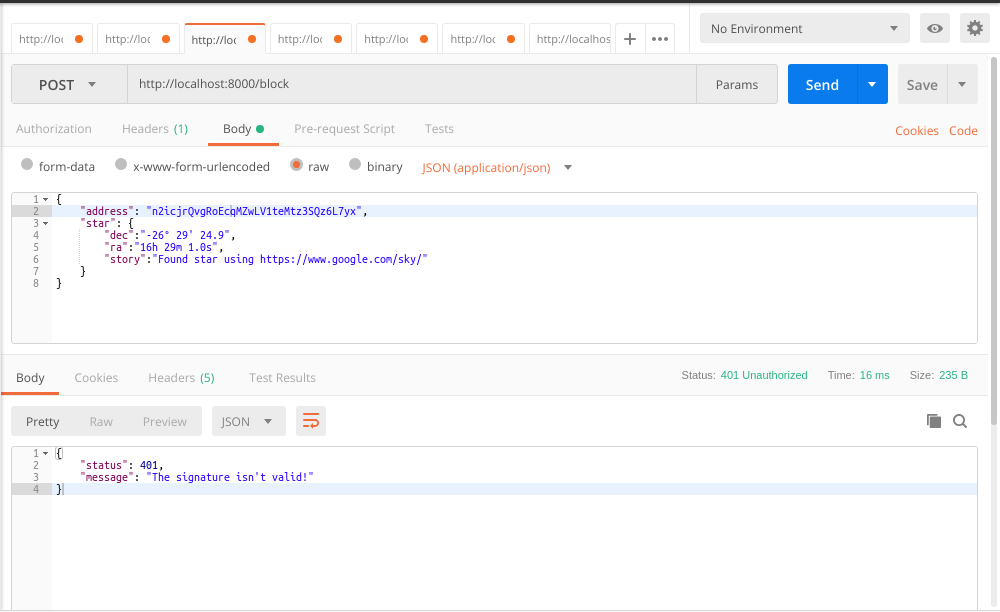 http://loc http://loc http://loc http://loc http://loc http://loc http://localhos + ••• No Environment
POST http://localhost:8000/block Params Send Save
Authorization Headers (1) Body Pre-request Script Tests Cookies Code
form-data x-www-form-urlencoded raw binary JSON (application/json)
1 {
2 "address": "n2icjrQvgRoEcqMZwLV1teMtz3SQz6L7yx",
3 "star": {
4 "dec":"-26° 29' 24.9",
5 "ra":"16h 29m 1.0s",
6 "story":"Found star using https://www.google.com/sky/"
7 }
8 }
Body Cookies Headers (5) Test Results Status: 401 Unauthorized Time: 16 ms Size: 235 B
Pretty Raw Preview JSON
1 {
2 "status": 401,
3 "message": "The signature isn't valid!"
4 }